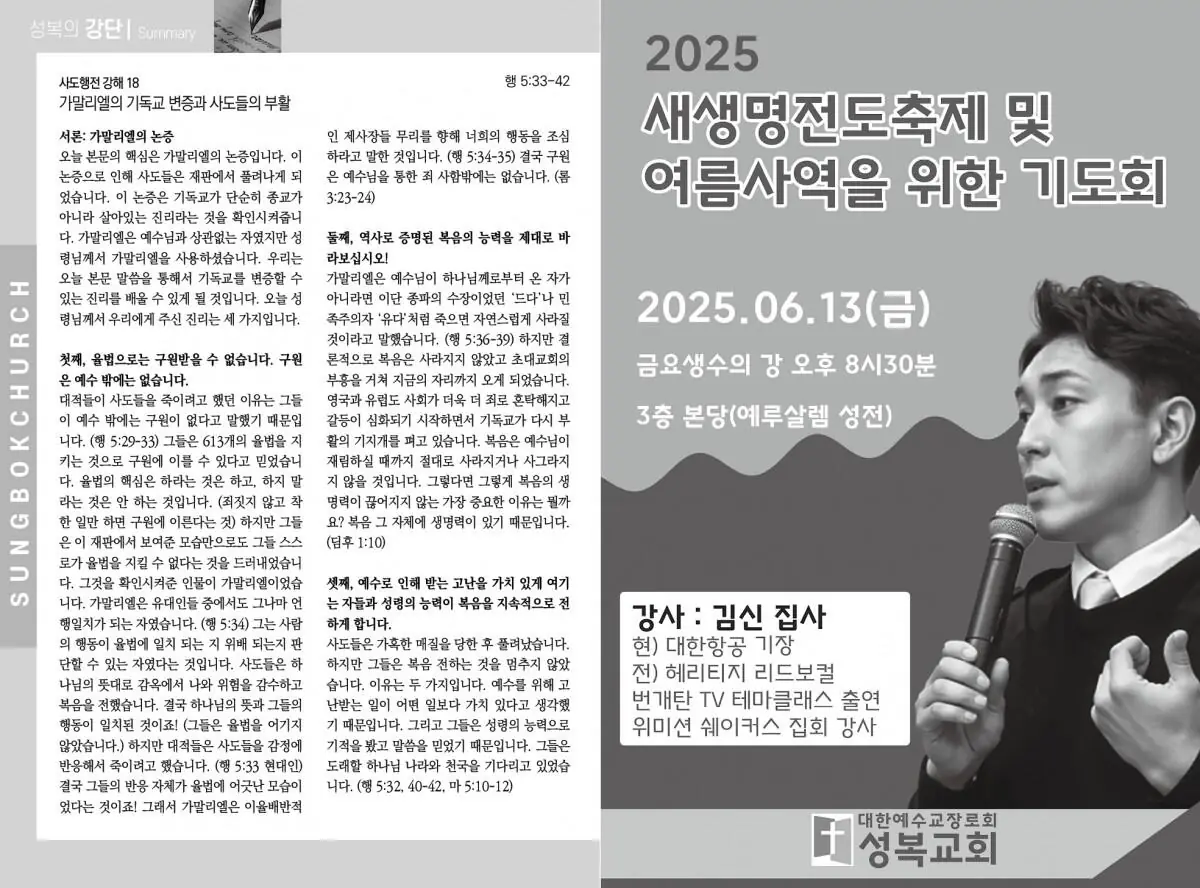 성복의 강단 | Summary
사도행전 강해 18
행 5:33-42
가말리엘의 기독교 변증과 사도들의 부활
서론: 가말리엘의 논증
오늘 본문의 핵심은 가말리엘의 논증입니다. 이
논증으로 인해 사도들은 재판에서 풀려나게 되
었습니다. 이 논증은 기독교가 단순히 종교가
아니라 살아있는 진리라는 것을 확인시켜줍니
다. 가말리엘은 예수님과 상관없는 자였지만 성
령님께서 가말리엘을 사용하셨습니다. 우리는
오늘 본문 말씀을 통해서 기독교를 변증할 수
있는 진리를 배울 수 있게 될 것입니다. 오늘 성
령님께서 우리에게 주신 진리는 세 가지입니다.
첫째, 율법으로는 구원받을 수 없습니다. 구원
은 예수 밖에는 없습니다.
대적들이 사도들을 죽이려고 했던 이유는 그들
이 예수 밖에는 구원이 없다고 말했기 때문입
니다. (행 5:29-33) 그들은 613개의 율법을 지
키는 것으로 구원에 이를 수 있다고 믿었습니
다. 율법의 핵심은 하라는 것은 하고, 하지 말
라는 것은 안 하는 것입니다. (죄짓지 않고 착
한 일만 하면 구원에 이른다는 것) 하지만 그들
은 이 재판에서 보여준 모습만으로도 그들 스스
로가 율법을 지킬 수 없다는 것을 드러내었습니
다. 그것을 확인시켜준 인물이 가말리엘이었습
니다. 가말리엘은 유대인들 중에서도 그나마 언
행일치가 되는 자였습니다. (행 5:34) 그는 사람
의 행동이 율법에 일치 되는 지 위배 되는지 판
단할 수 있는 자였다는 것입니다. 사도들은 하
나님의 뜻대로 감옥에서 나와 위험을 감수하고
복음을 전했습니다. 결국 하나님의 뜻과 그들의
행동이 일치된 것이죠! (그들은 율법을 어기지
않았습니다.) 하지만 대적들은 사도들을 감정에
반응해서 죽이려고 했습니다. (행 5:33 현대인)
결국 그들의 반응 자체가 율법에 어긋난 모습이
었다는 것이죠! 그래서 가말리엘은 이율배반적
인 제사장들 무리를 향해 너희의 행동을 조심
하라고 말한 것입니다. (행 5:34-35) 결국 구원
은 예수님을 통한 죄 사함밖에는 없습니다. (롬
3:23-24)
둘째, 역사로 증명된 복음의 능력을 제대로 바
라보십시오!
가말리엘은 예수님이 하나님께로부터 온 자가
아니라면 이단 종파의 수장이었던 '드다'나 민
족주의자 '유다'처럼 죽으면 자연스럽게 사라질
것이라고 말했습니다. (행 5:36-39) 하지만 결
론적으로 복음은 사라지지 않았고 초대교회의
부흥을 거쳐 지금의 자리까지 오게 되었습니다.
영국과 유럽도 사회가 더욱 더 죄로 혼탁해지고
갈등이 심화되기 시작하면서 기독교가 다시 부
활의 기지개를 펴고 있습니다. 복음은 예수님이
재림하실 때까지 절대로 사라지거나 사그라지
지 않을 것입니다. 그렇다면 그렇게 복음의 생
명력이 끊어지지 않는 가장 중요한 이유는 뭘까
요? 복음 그 자체에 생명력이 있기 때문입니다.
(딤후 1:10)
셋째, 예수로 인해 받는 고난을 가치 있게 여기
는 자들과 성령의 능력이 복음을 지속적으로 전
하게 합니다.
사도들은 가혹한 매질을 당한 후 풀려났습니다.
하지만 그들은 복음 전하는 것을 멈추지 않았
습니다. 이유는 두 가지입니다. 예수를 위해 고
난받는 일이 어떤 일보다 가치 있다고 생각했
기 때문입니다. 그리고 그들은 성령의 능력으로
기적을 봤고 말씀을 믿었기 때문입니다. 그들은
도래할 하나님 나라와 천국을 기다리고 있었습
니다. (행 5:32, 40-42, 마 5:10-12)
SUNGBOKCHURCH
2025
새생명전도축제 및
여름사역을 위한 기도회
2025.06.13(금)
금요생수의 강 오후 8시30분
3층 본당(예루살렘 성전)
강사 : 김신 집사
현) 대한항공 기장
전) 헤리티지 리드보컬
번개탄 TV 테마클래스 출연
위미션 쉐이커스 집회 강사
대한예수교장로회
성복교회